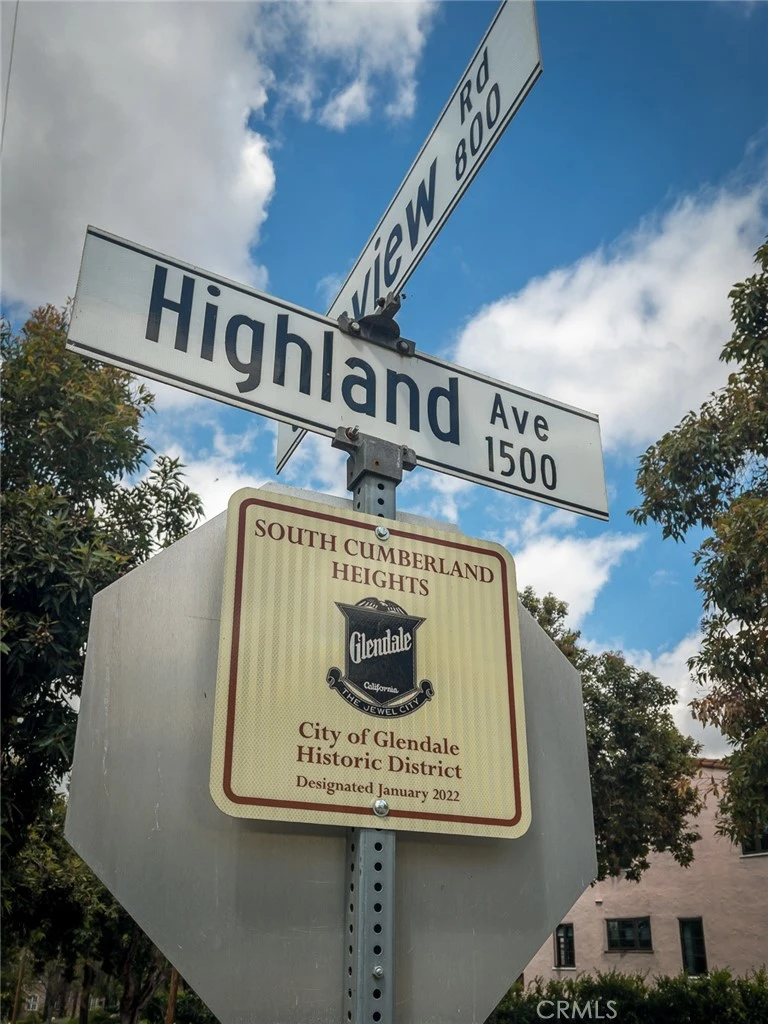 view Rd
800
Highland Ave
1500
SOUTH CUMBERLAND
HEIGHTS
Glendale
California
THE JEWEL CITY
City of Glendale
Historic District
Designated January 2022
CRMLS